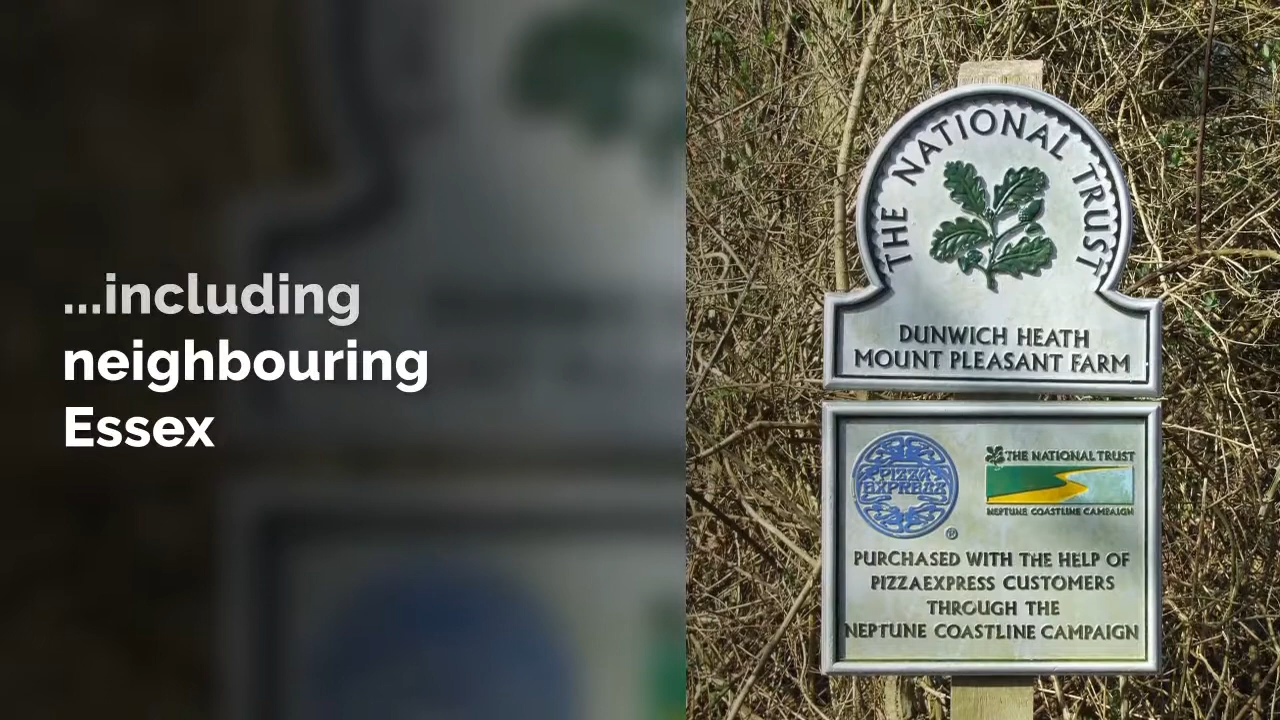 ...including
neighbouring
Essex
THE NATIONAL TRUST
DUNWICH HEATH
MOUNT PLEASANT FARM
PIZZA
EXPRESS
®
THE NATIONAL TRUST
NEPTUNE COASTLINE CAMPAIGN
PURCHASED WITH THE HELP OF
PIZZAEXPRESS CUSTOMERS
THROUGH THE
NEPTUNE COASTLINE CAMPAIGN